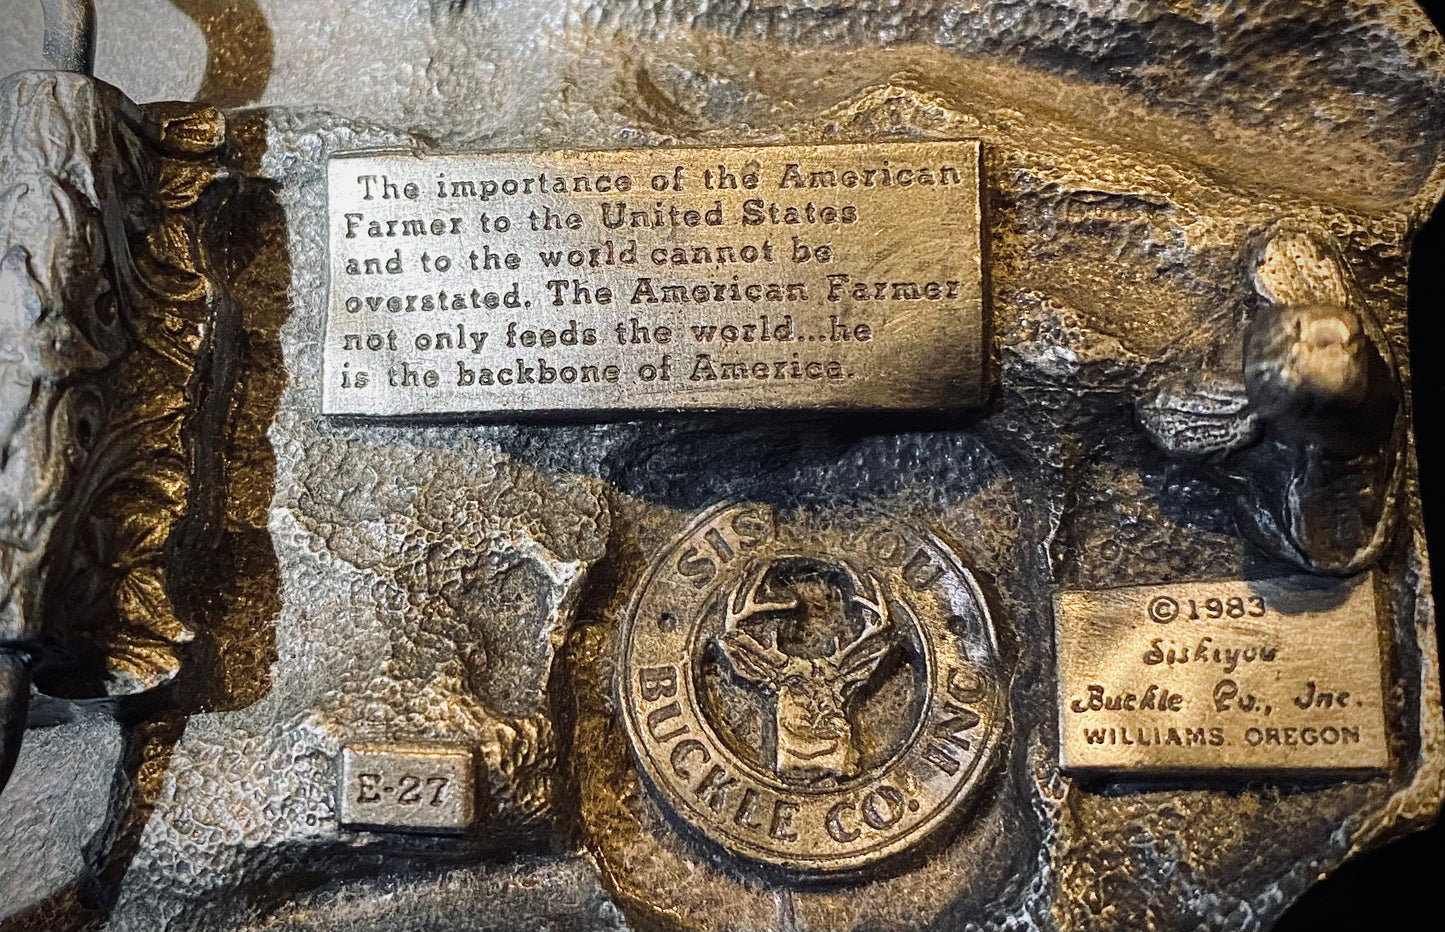 The importance of the American
Farmer to the United States
and to the world cannot be
overstated. The American Farmer
not only feeds the world...he
is the backbone of America.
E-27
SISKIYOU
BUCKLE CO. INC.
©1983
Siskiyou
Buckle Co., Inc.
WILLIAMS. OREGON